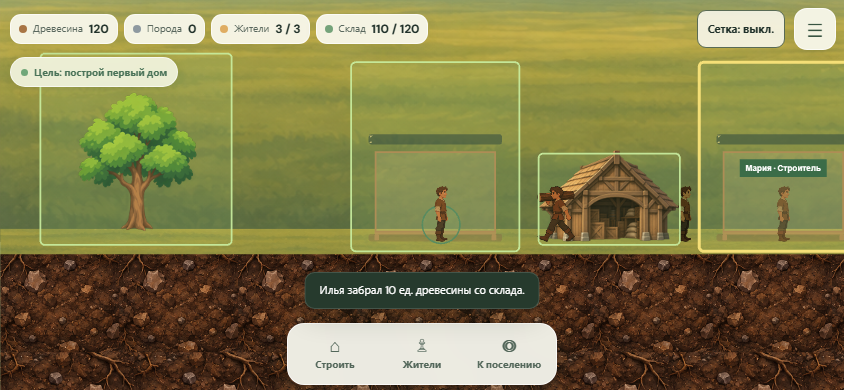 Древесина 120
Порода 0
Жители 3 / 3
Склад 110 / 120
Сетка: выкл.
Цель: построй первый дом
Мария · Строитель
Илья забрал 10 ед. древесины со склада.
Строить
Жители
К поселению